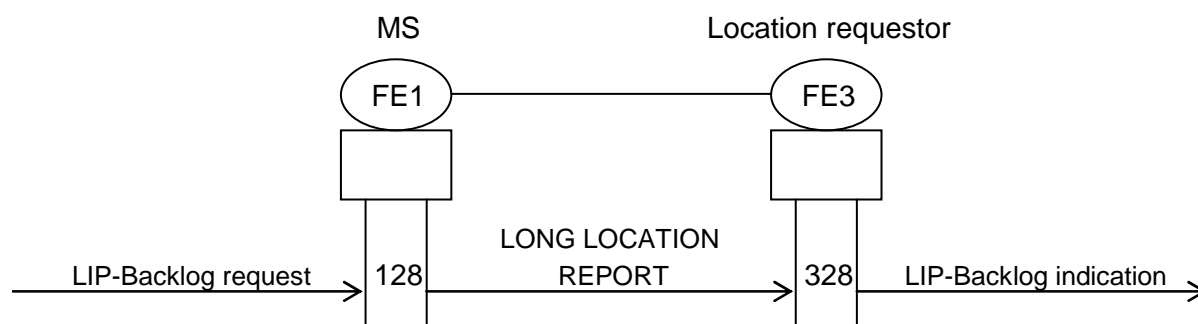 MS
Location requestor
FE1
FE3
LONG LOCATION
REPORT
LIP-Backlog request
128
328
LIP-Backlog indication